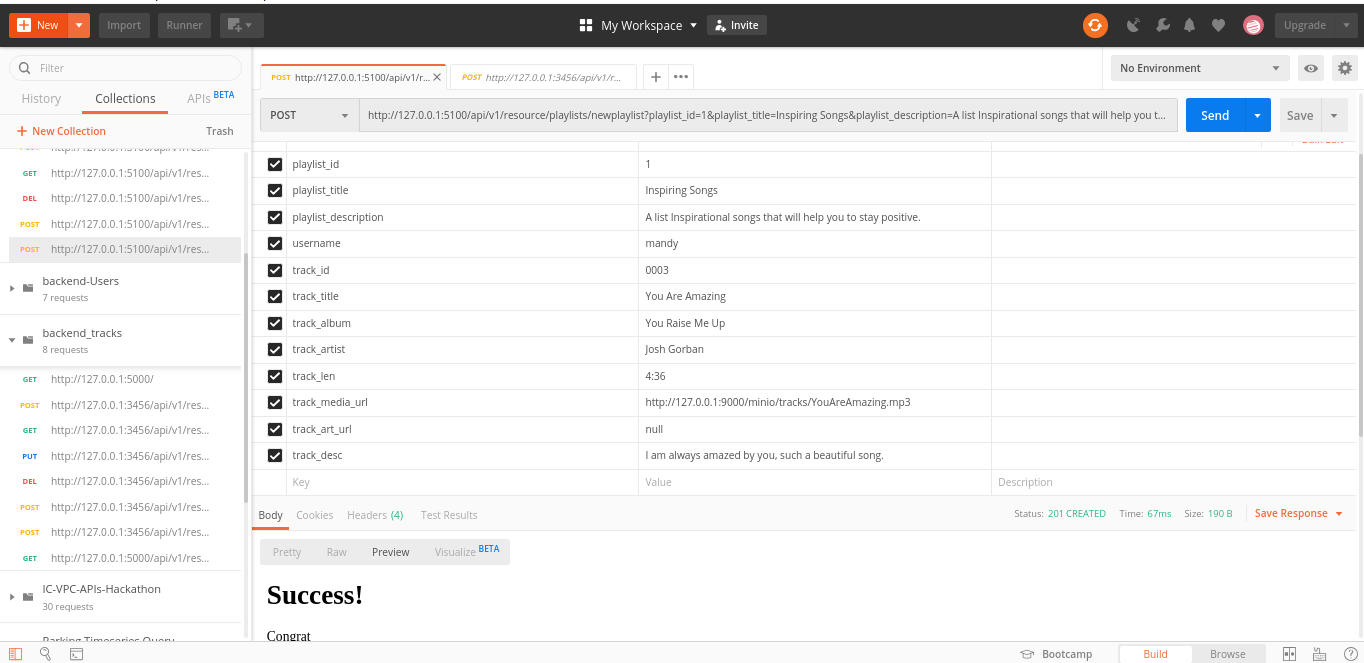 New
Import
Runner
My Workspace
Invite
Upgrade
Filter
History
Collections
APIs
BETA
New Collection
Trash
GET http://127.0.0.1:5100/api/v1/res...
DEL http://127.0.0.1:5100/api/v1/res...
POST http://127.0.0.1:5100/api/v1/res...
POST http://127.0.0.1:5100/api/v1/res...
backend-Users
7 requests
backend_tracks
8 requests
GET http://127.0.0.1:5000/
POST http://127.0.0.1:3456/api/v1/res...
GET http://127.0.0.1:3456/api/v1/res...
PUT http://127.0.0.1:3456/api/v1/res...
DEL http://127.0.0.1:3456/api/v1/res...
POST http://127.0.0.1:3456/api/v1/res...
POST http://127.0.0.1:3456/api/v1/res...
GET http://127.0.0.1:5000/api/v1/res...
IC-VPC-APIs-Hackathon
30 requests
Parking Timeseries Query
POST http://127.0.0.1:5100/api/v1/r...
POST http://127.0.0.1:3456/api/v1/r...
No Environment
POST
http://127.0.0.1:5100/api/v1/resource/playlists/newplaylist?playlist_id=1&playlist_title=Inspiring Songs&playlist_description=A list Inspirational songs that will help you t...
Send
Save
playlist_id 1
playlist_title Inspiring Songs
playlist_description A list Inspirational songs that will help you to stay positive.
username mandy
track_id 0003
track_title You Are Amazing
track_album You Raise Me Up
track_artist Josh Gorban
track_len 4:36
track_media_url http://127.0.0.1:9000/minio/tracks/YouAreAmazing.mp3
track_art_url null
track_desc I am always amazed by you, such a beautiful song.
Key Value Description
Body Cookies Headers (4) Test Results
Status: 201 CREATED Time: 67ms Size: 190 B Save Response
Pretty Raw Preview Visualize BETA
Success!
Congrat
Bootcamp Build Browse